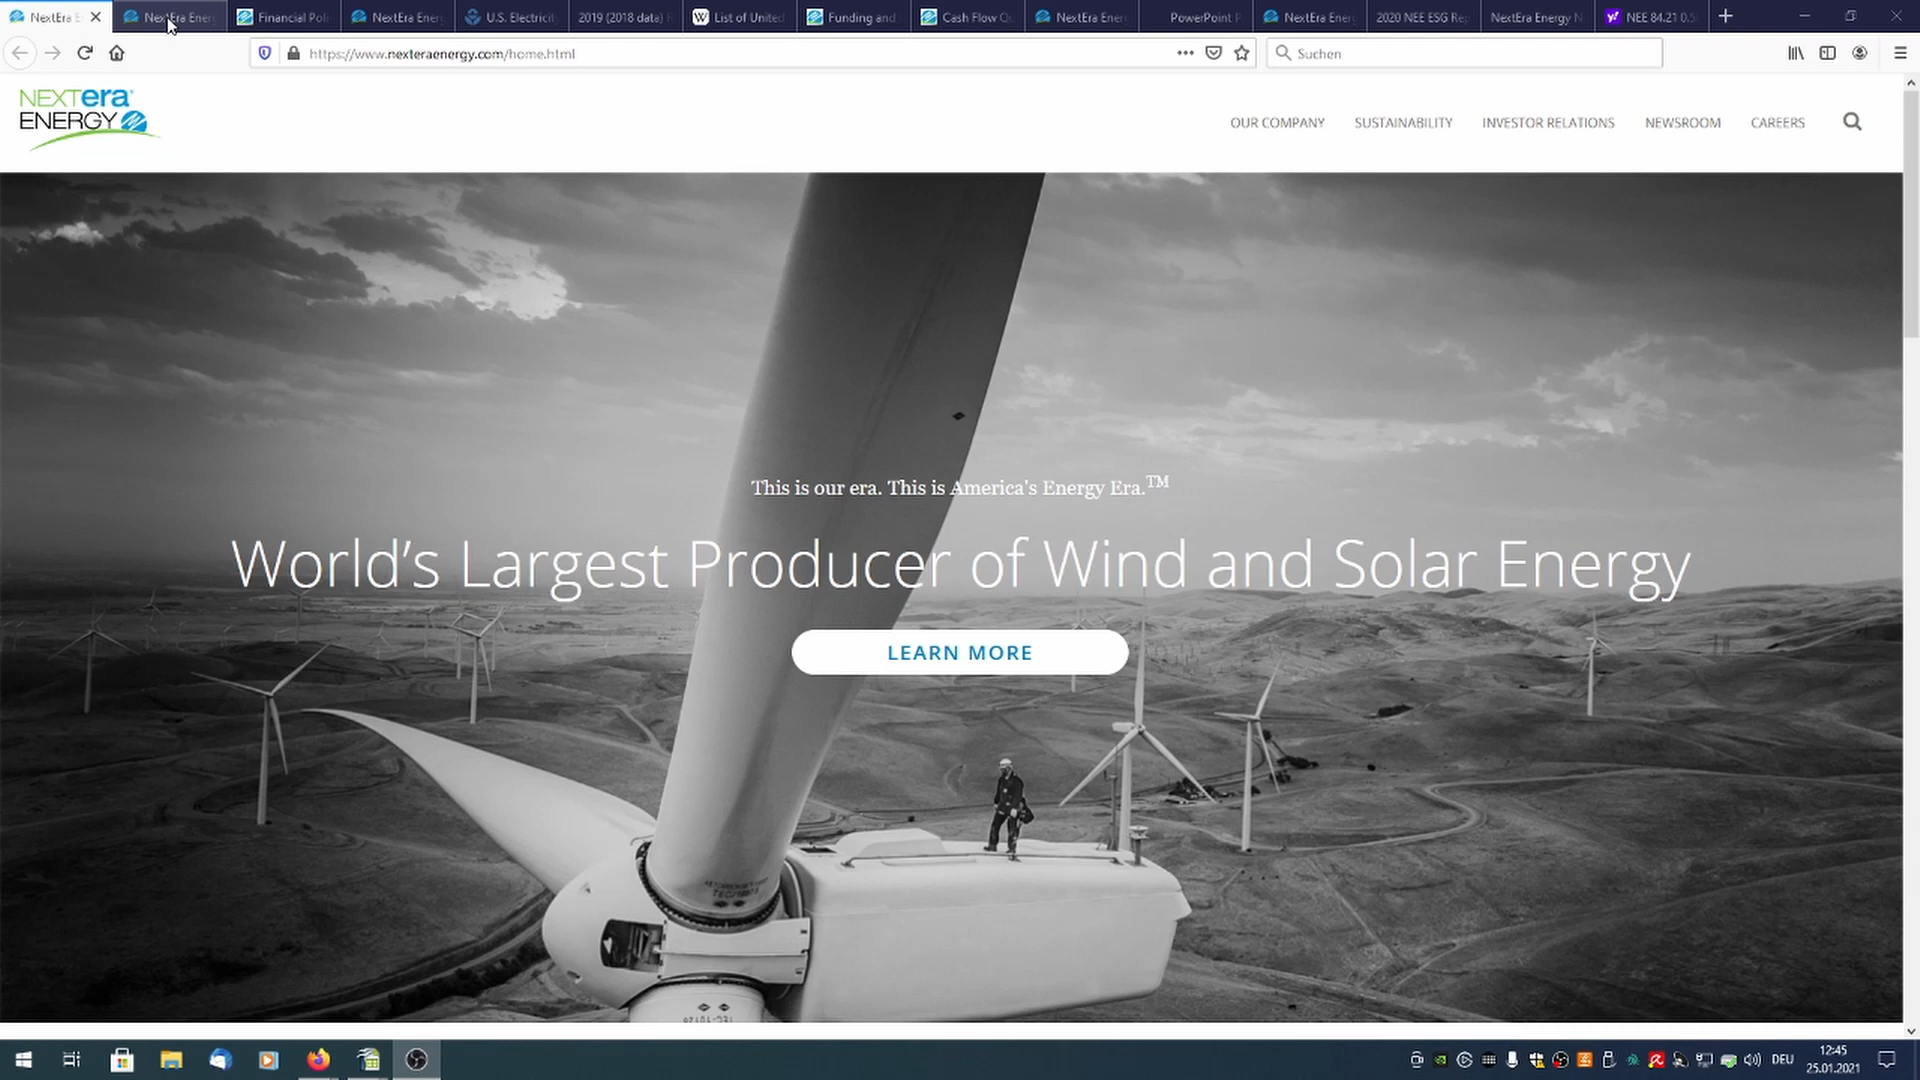 NextEra E
NextEra Ener
Financial Poli
NextEra Ener
U.S. Electricit
2019 (2018 data)
List of United
Funding and
Cash Flow Q
NextEra Ener
PowerPoint P
NextEra Ener
2020 NEE ESG Re
NextEra Energy N
NEE 84.21 0.5
https://www.nexteraenergy.com/home.html
Suchen
NEXTera
ENERGY
OUR COMPANY
SUSTAINABILITY
INVESTOR RELATIONS
NEWSROOM
CAREERS
This is our era. This is America's Energy Era.TM
World's Largest Producer of Wind and Solar Energy
LEARN MORE
DEU
12:45
25.01.2021